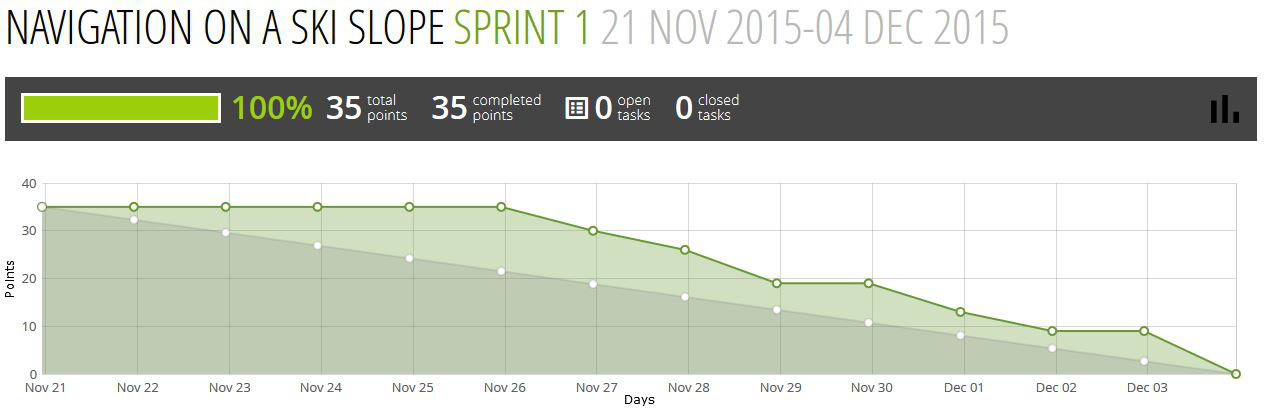 NAVIGATION ON A SKI SLOPE SPRINT 1 21 NOV 2015-04 DEC 2015
100% 35 total points 35 completed points 0 open tasks 0 closed tasks
40
30
20
10
0
Points
Nov 21 Nov 22 Nov 23 Nov 24 Nov 25 Nov 26 Nov 27 Nov 28 Nov 29 Nov 30 Dec 01 Dec 02 Dec 03
Days